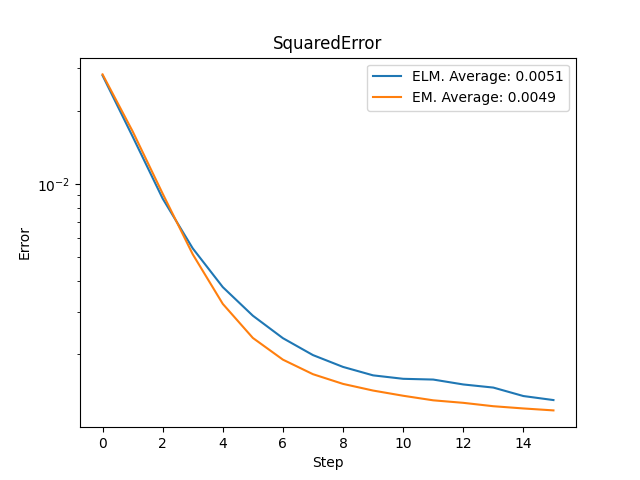 SquaredError
ELM. Average: 0.0051
EM. Average: 0.0049
10⁻²
Error
0 2 4 6 8 10 12 14
Step